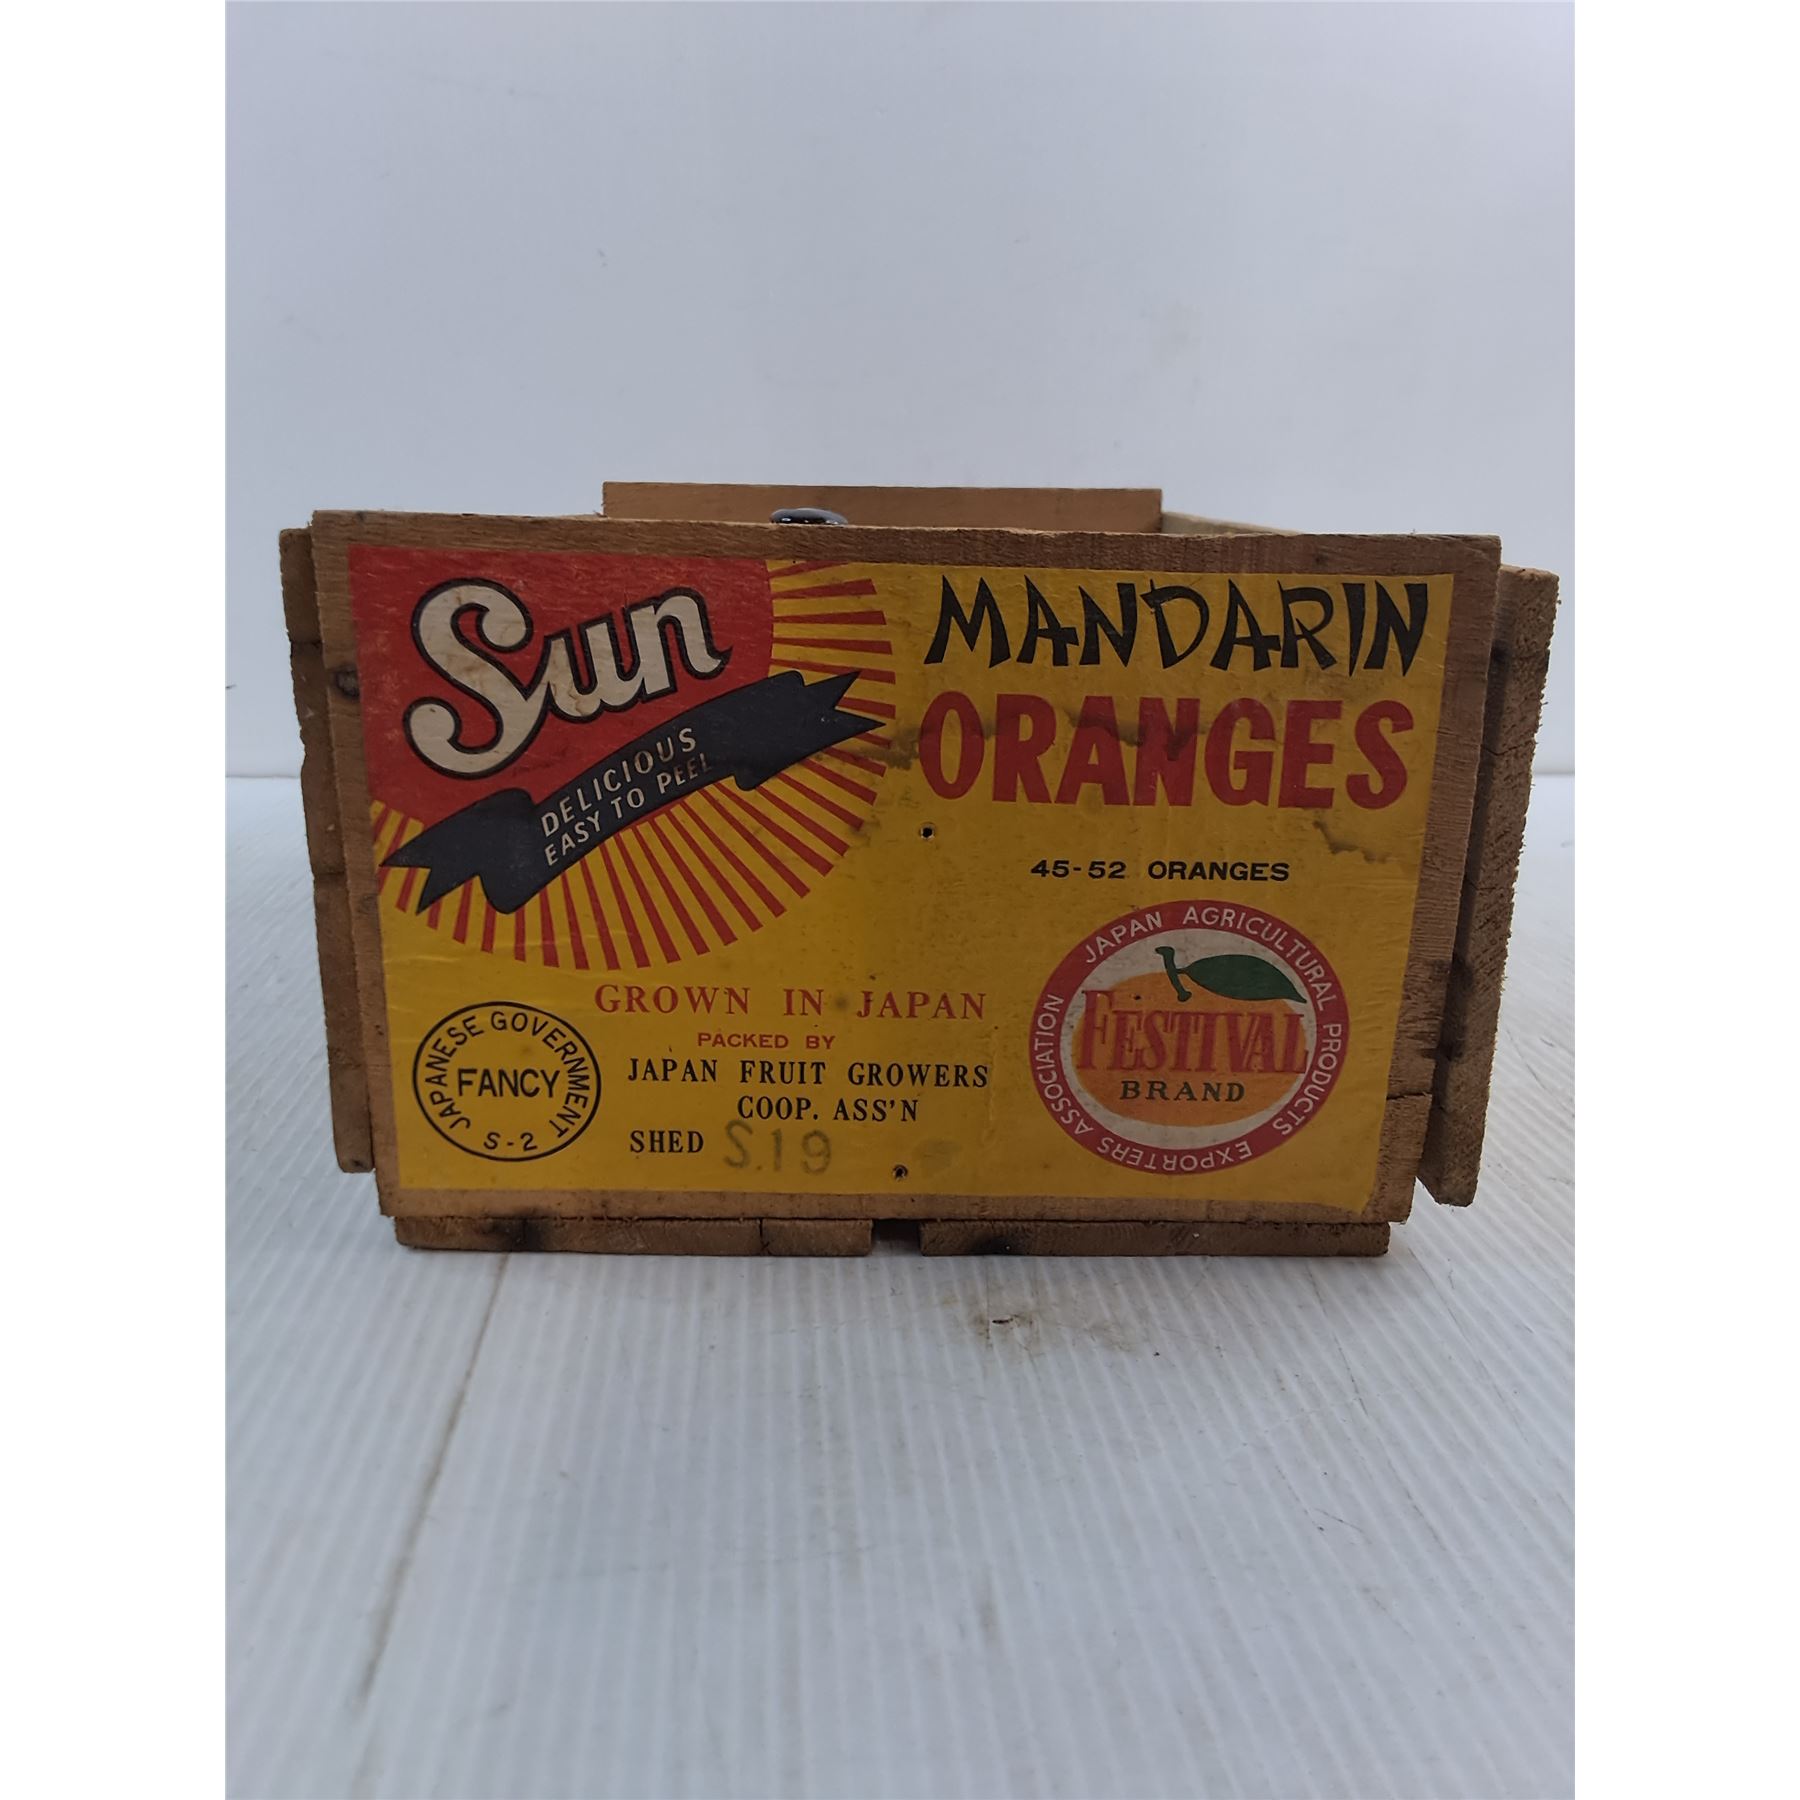 Sun
DELICIOUS
EASY TO PEEL
MANDARIN
ORANGES
45-52 ORANGES
GROWN IN JAPAN
PACKED BY
JAPAN FRUIT GROWERS
COOP. ASS'N
SHED S.19
JAPANESE GOVERNMENT
FANCY
S-2
JAPAN AGRICULTURAL PRODUCTS EXPORTERS ASSOCIATION
FESTIVAL
BRAND